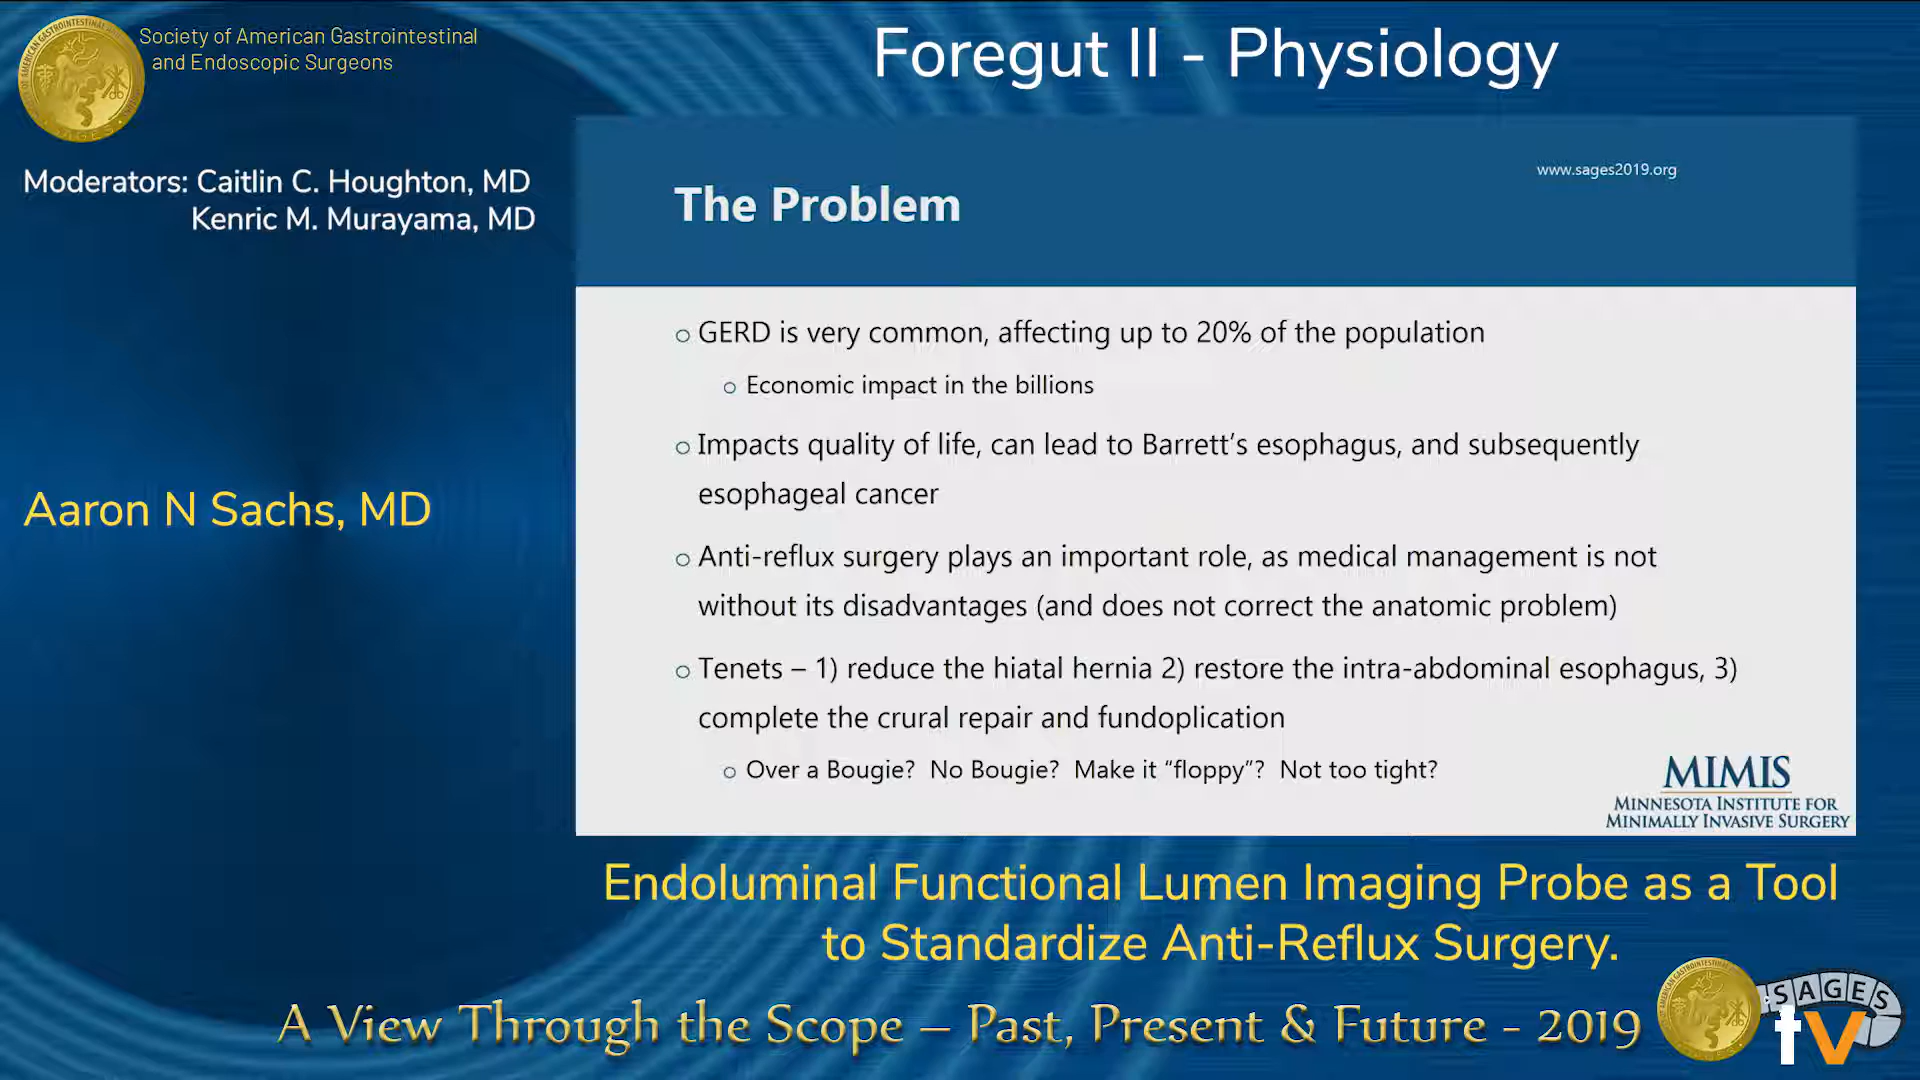 Society of American Gastrointestinal
and Endoscopic Surgeons
Foregut II - Physiology
Moderators: Caitlin C. Houghton, MD
Kenric M. Murayama, MD
www.sages2019.org
The Problem
o GERD is very common, affecting up to 20% of the population
o Economic impact in the billions
o Impacts quality of life, can lead to Barrett's esophagus, and subsequently
esophageal cancer
Aaron N Sachs, MD
o Anti-reflux surgery plays an important role, as medical management is not
without its disadvantages (and does not correct the anatomic problem)
o Tenets – 1) reduce the hiatal hernia 2) restore the intra-abdominal esophagus, 3)
complete the crural repair and fundoplication
o Over a Bougie? No Bougie? Make it “floppy”? Not too tight?
MIMIS
MINNESOTA INSTITUTE FOR
MINIMALLY INVASIVE SURGERY
Endoluminal Functional Lumen Imaging Probe as a Tool
to Standardize Anti-Reflux Surgery.
A View Through the Scope – Past, Present & Future - 2019
SAGES
tv